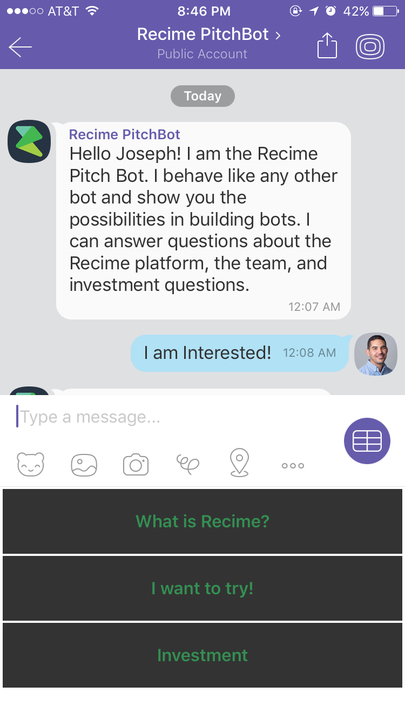 AT&T 8:46 PM 42%
Recime PitchBot >
Public Account
Today
Recime PitchBot
Hello Joseph! I am the Recime
Pitch Bot. I behave like any other
bot and show you the
possibilities in building bots. I
can answer questions about the
Recime platform, the team, and
investment questions.
12:07 AM
I am Interested! 12:08 AM
Type a message...
What is Recime?
I want to try!
Investment